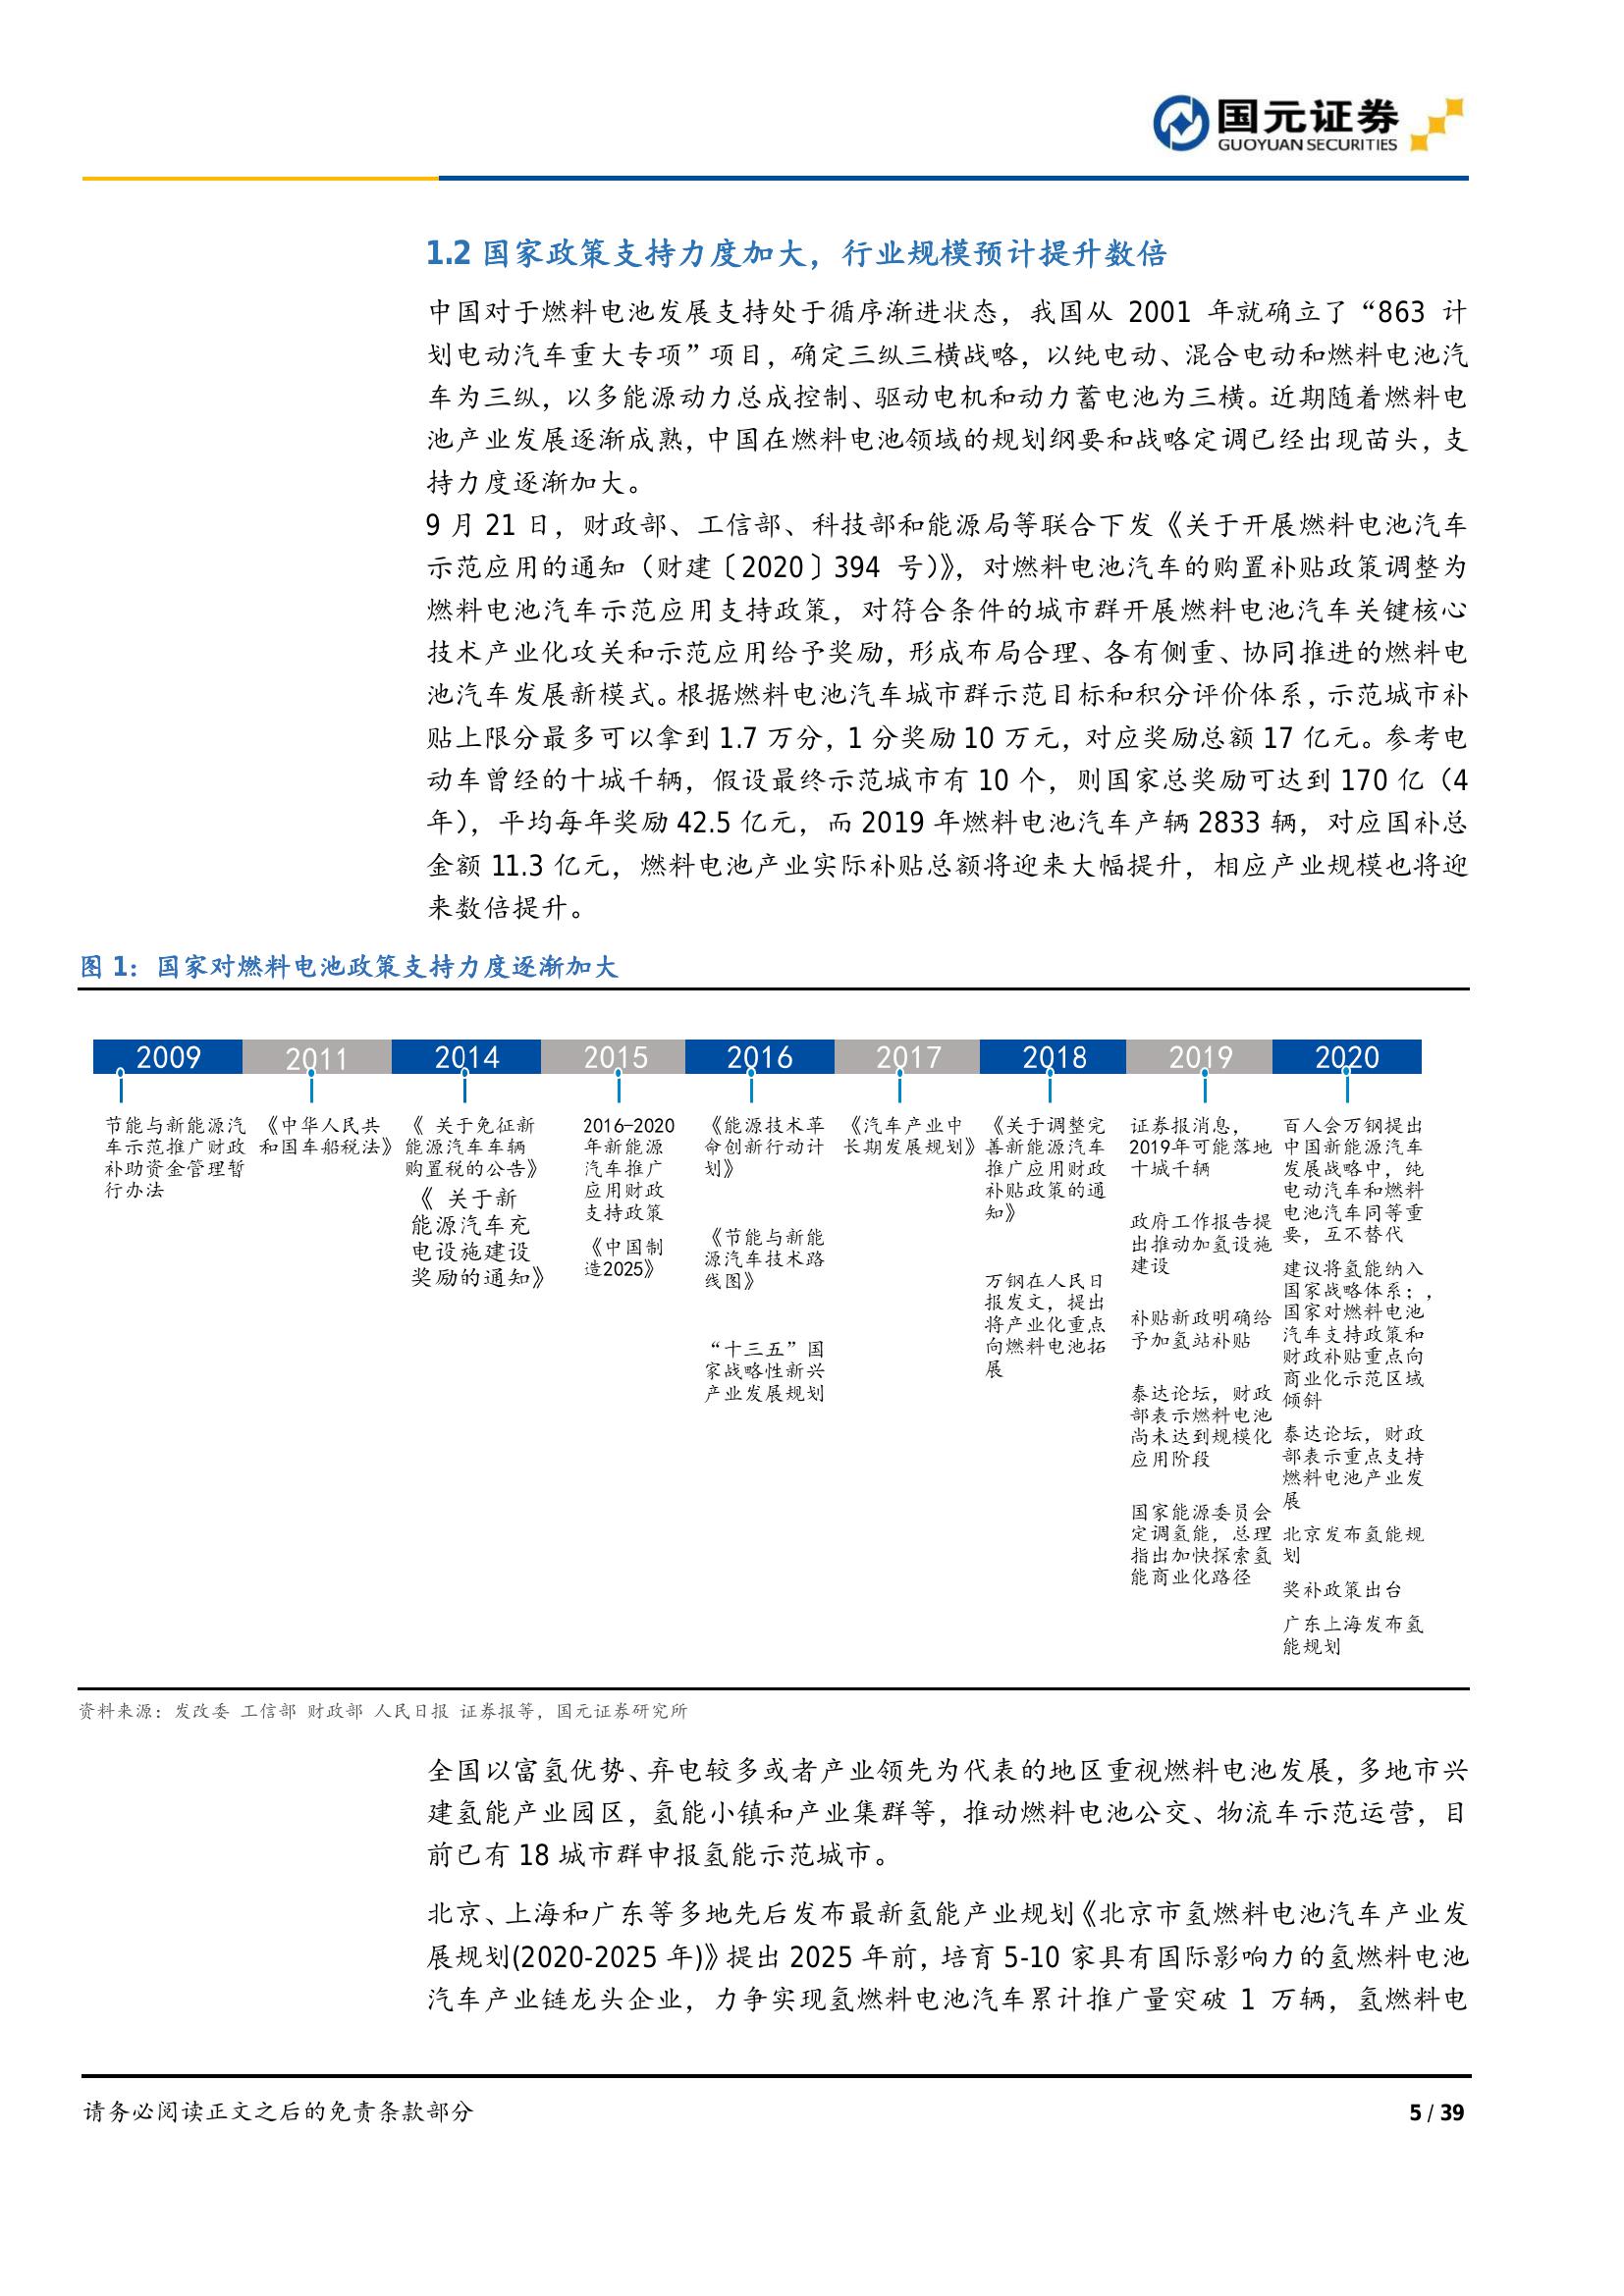 国元证券
GUOYUAN SECURITIES
1.2 国家政策支持力度加大，行业规模预计提升数倍
中国对于燃料电池发展支持处于循序渐进状态，我国从 2001 年就确立了“863 计
划电动汽车重大专项”项目，确定三纵三横战略，以纯电动、混合电动和燃料电池汽
车为三纵，以多能源动力总成控制、驱动电机和动力蓄电池为三横。近期随着燃料电
池产业发展逐渐成熟，中国在燃料电池领域的规划纲要和战略定调已经出现苗头，支
持力度逐渐加大。
9 月 21 日，财政部、工信部、科技部和能源局等联合下发《关于开展燃料电池汽车
示范应用的通知（财建〔2020〕394 号）》，对燃料电池汽车的购置补贴政策调整为
燃料电池汽车示范应用支持政策，对符合条件的城市群开展燃料电池汽车关键核心
技术产业化攻关和示范应用给予奖励，形成布局合理、各有侧重、协同推进的燃料电
池汽车发展新模式。根据燃料电池汽车城市群示范目标和积分评价体系，示范城市补
贴上限分最多可以拿到 1.7 万分，1 分奖励 10 万元，对应奖励总额 17 亿元。参考电
动车曾经的十城千辆，假设最终示范城市有 10 个，则国家总奖励可达到 170 亿（4
年），平均每年奖励 42.5 亿元，而 2019 年燃料电池汽车产辆 2833 辆，对应国补总
金额 11.3 亿元，燃料电池产业实际补贴总额将迎来大幅提升，相应产业规模也将迎
来数倍提升。
图 1：国家对燃料电池政策支持力度逐渐加大
2009
节能与新能源汽
车示范推广财政
补助资金管理暂
行办法
2011
《中华人民共
和国车船税法》
2014
《 关于免征新
能源汽车车辆
购置税的公告》
《 关于新
能源汽车充
电设施建设
奖励的通知》
2015
2016-2020
年新能源
汽车推广
应用财政
支持政策
《中国制
造2025》
2016
《能源技术革
命创新行动计
划》
《节能与新能
源汽车技术路
线图》
“十三五”国
家战略性新兴
产业发展规划
2017
《汽车产业中
长期发展规划》
2018
《关于调整完
善新能源汽车
推广应用财政
补贴政策的通
知》
万钢在人民日
报发文，提出
将产业化重点
向燃料电池拓
展
2019
证券报消息，
2019年可能落地
十城千辆
政府工作报告提
出推动加氢设施
建设
补贴新政明确给
予加氢站补贴
泰达论坛，财政
部表示燃料电池
尚未达到规模化
应用阶段
国家能源委员会
定调氢能，总理
指出加快探索氢
能商业化路径
2020
百人会万钢提出
中国新能源汽车
发展战略中，纯
电动汽车和燃料
电池汽车同等重
要，互不替代
建议将氢能纳入
国家战略体系：，
国家对燃料电池
汽车支持政策和
财政补贴重点向
商业化示范区域
倾斜
泰达论坛，财政
部表示重点支持
燃料电池产业发
展
北京发布氢能规
划
奖补政策出台
广东上海发布氢
能规划
资料来源：发改委 工信部 财政部 人民日报 证券报等，国元证券研究所
全国以富氢优势、弃电较多或者产业领先为代表的地区重视燃料电池发展，多地市兴
建氢能产业园区，氢能小镇和产业集群等，推动燃料电池公交、物流车示范运营，目
前已有 18 城市群申报氢能示范城市。
北京、上海和广东等多地先后发布最新氢能产业规划《北京市氢燃料电池汽车产业发
展规划(2020-2025 年)》提出 2025 年前，培育 5-10 家具有国际影响力的氢燃料电池
汽车产业链龙头企业，力争实现氢燃料电池汽车累计推广量突破 1 万辆，氢燃料电
请务必阅读正文之后的免责条款部分
5 / 39